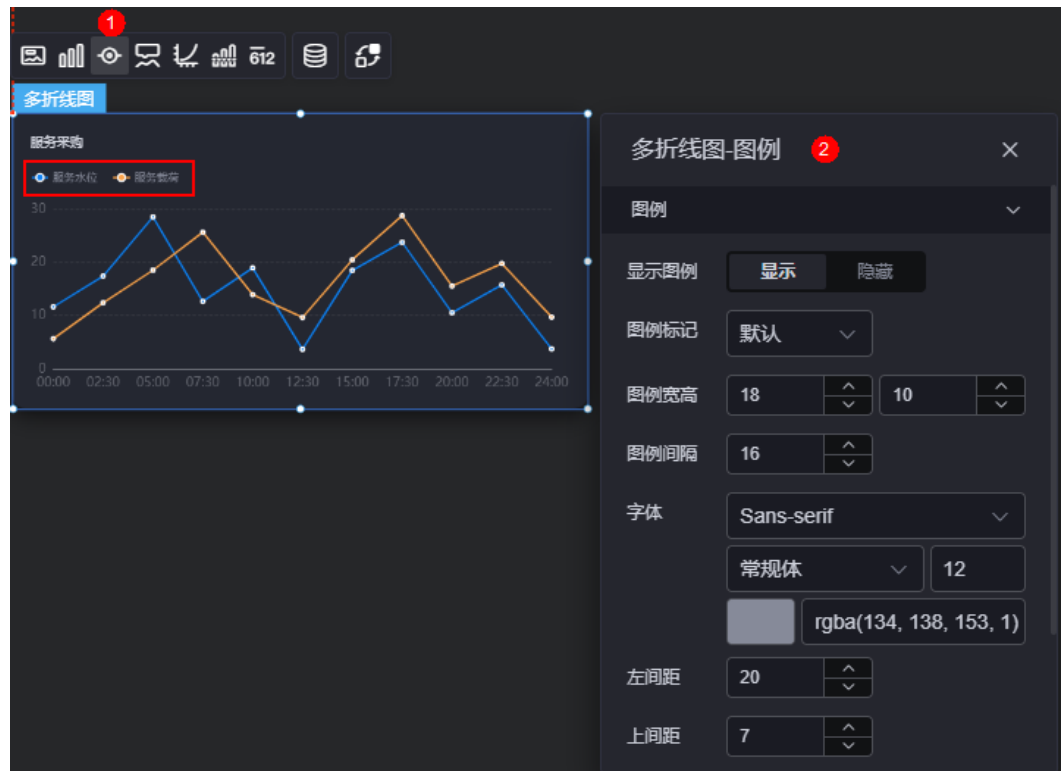 1
612
多折线图
服务采购
服务水位 服务载荷
30
20
10
0
00:00 02:30 05:00 07:30 10:00 12:30 15:00 17:30 20:00 22:30 24:00
多折线图-图例 2
图例
显示图例 显示 隐藏
图例标记 默认
图例宽高 18 10
图例间隔 16
字体 Sans-serif
常规体 12
rgba(134, 138, 153, 1)
左间距 20
上间距 7